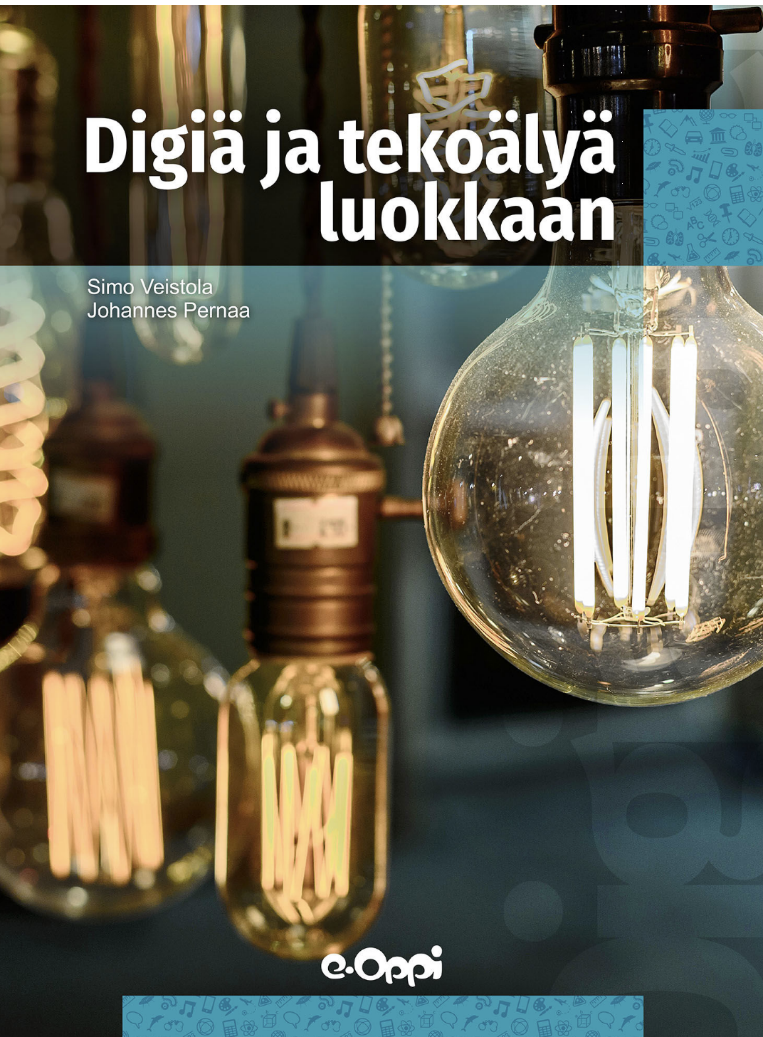 Digiä ja tekoälyä
luokkaan
Simo Veistola
Johannes Pernaa
e-Oppi